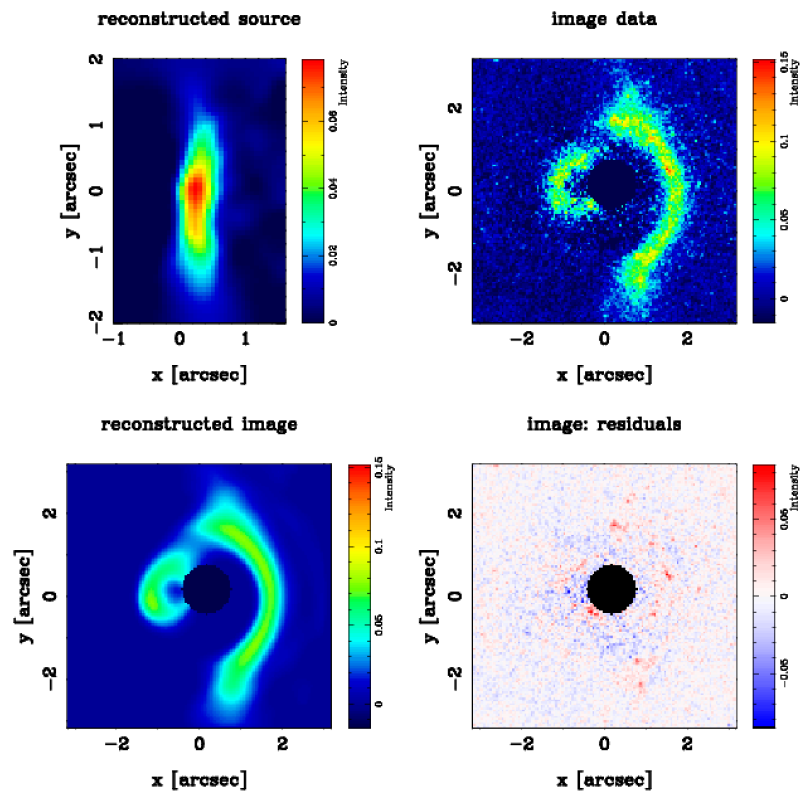 reconstructed source
2
1
0
−1
−2
−1
0
1
y [arcsec]
x [arcsec]
0
0.02
0.04
0.06
Intensity
image data
2
0
−2
−2
0
2
y [arcsec]
x [arcsec]
0
0.05
0.1
0.15
Intensity
reconstructed image
2
0
−2
−2
0
2
y [arcsec]
x [arcsec]
0
0.05
0.1
0.15
Intensity
image: residuals
2
0
−2
−2
0
2
y [arcsec]
x [arcsec]
−0.05
0
0.05
Intensity